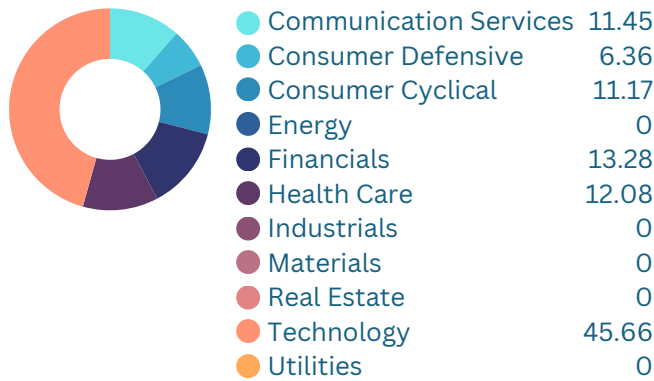 Communication Services 11.45
Consumer Defensive 6.36
Consumer Cyclical 11.17
Energy 0
Financials 13.28
Health Care 12.08
Industrials 0
Materials 0
Real Estate 0
Technology 45.66
Utilities 0